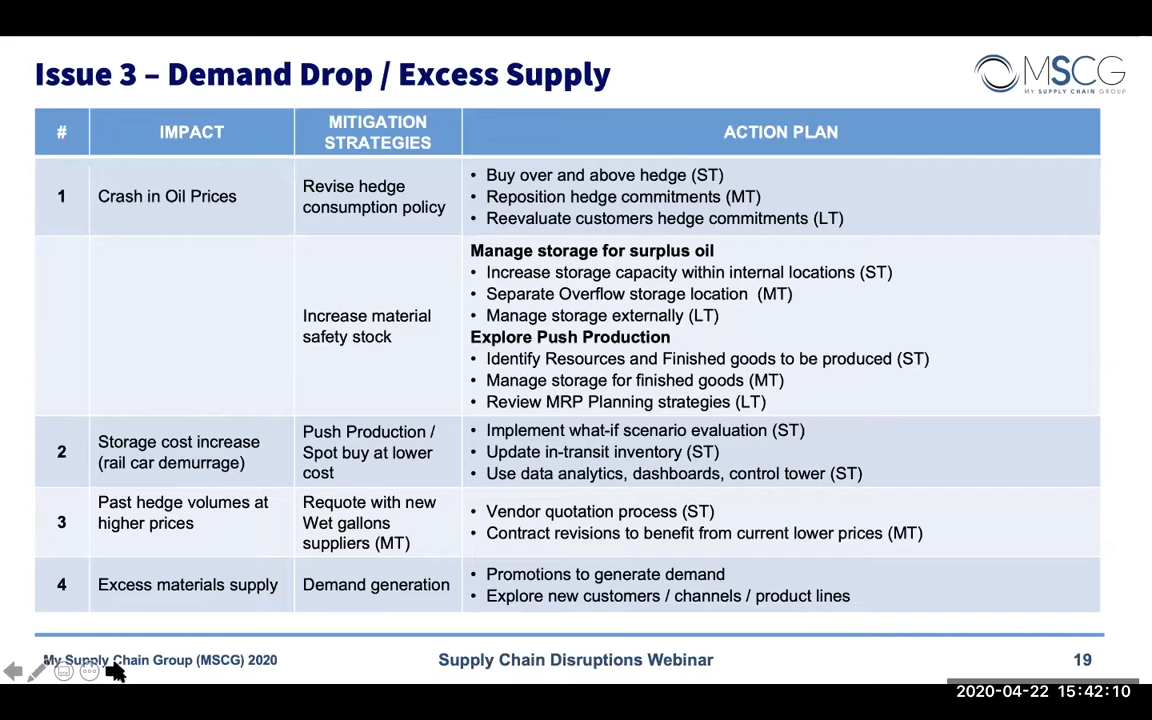 Issue 3 – Demand Drop / Excess Supply
MSCG
MY SUPPLY CHAIN GROUP
#
IMPACT
MITIGATION
STRATEGIES
ACTION PLAN
1
Crash in Oil Prices
Revise hedge
consumption policy
• Buy over and above hedge (ST)
• Reposition hedge commitments (MT)
• Reevaluate customers hedge commitments (LT)
Increase material
safety stock
Manage storage for surplus oil
• Increase storage capacity within internal locations (ST)
• Separate Overflow storage location (MT)
• Manage storage externally (LT)
Explore Push Production
• Identify Resources and Finished goods to be produced (ST)
• Manage storage for finished goods (MT)
• Review MRP Planning strategies (LT)
2
Storage cost increase
(rail car demurrage)
Push Production /
Spot buy at lower
cost
• Implement what-if scenario evaluation (ST)
• Update in-transit inventory (ST)
• Use data analytics, dashboards, control tower (ST)
3
Past hedge volumes at
higher prices
Requote with new
Wet gallons
suppliers (MT)
• Vendor quotation process (ST)
• Contract revisions to benefit from current lower prices (MT)
4
Excess materials supply
Demand generation
• Promotions to generate demand
• Explore new customers / channels / product lines
My Supply Chain Group (MSCG) 2020
Supply Chain Disruptions Webinar
19
2020-04-22 15:42:10